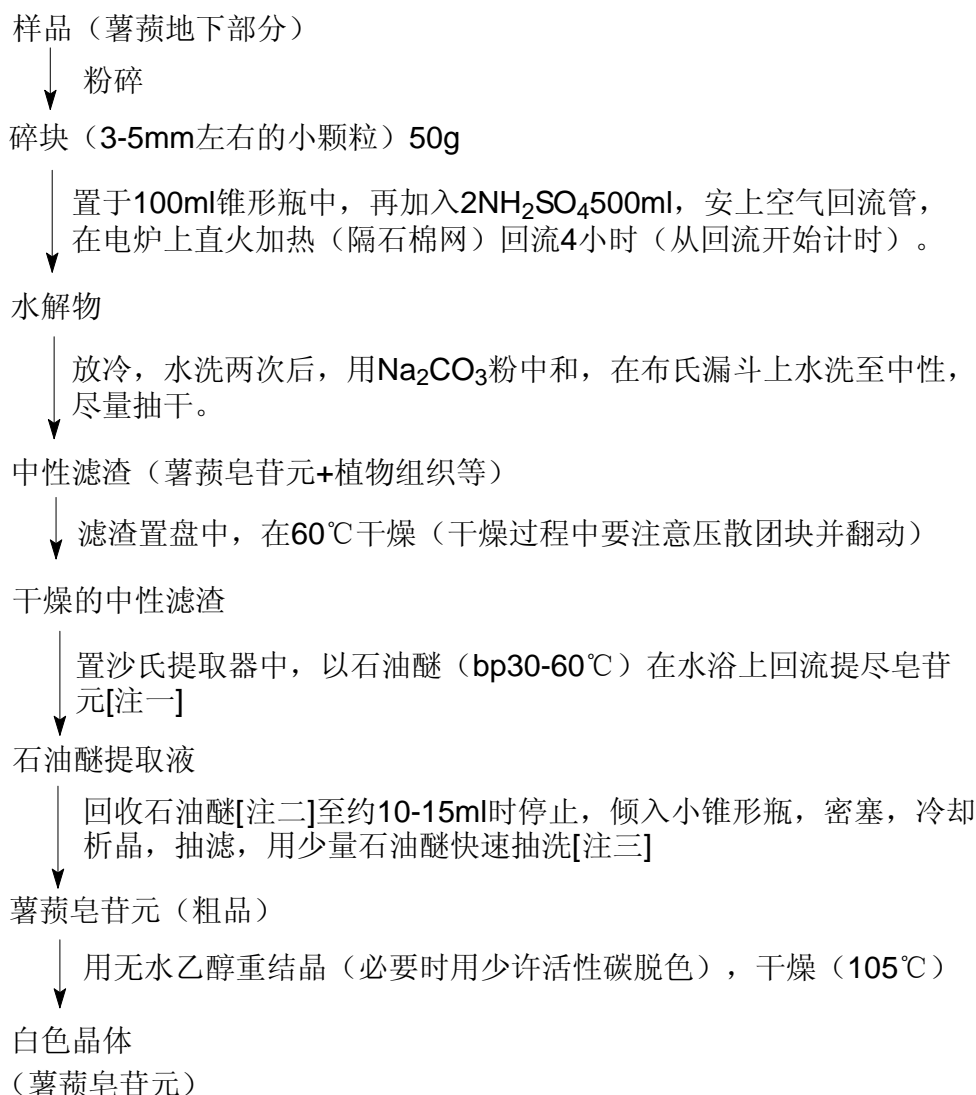 样品（薯蓣地下部分）
粉碎
碎块（3-5mm左右的小颗粒）50g
置于100ml锥形瓶中，再加入2NH₂SO₄500ml，安上空气回流管，
在电炉上直火加热（隔石棉网）回流4小时（从回流开始计时）。
水解物
放冷，水洗两次后，用Na₂CO₃粉中和，在布氏漏斗上水洗至中性，
尽量抽干。
中性滤渣（薯蓣皂苷元+植物组织等）
滤渣置盘中，在60℃干燥（干燥过程中要注意压散团块并翻动）
干燥的中性滤渣
置沙氏提取器中，以石油醚（bp30-60℃）在水浴上回流提尽皂苷
元[注一]
石油醚提取液
回收石油醚[注二]至约10-15ml时停止，倾入小锥形瓶，密塞，冷却
析晶，抽滤，用少量石油醚快速抽洗[注三]
薯蓣皂苷元（粗品）
用无水乙醇重结晶（必要时用少许活性碳脱色），干燥（105℃）
白色晶体
（薯蓣皂苷元）